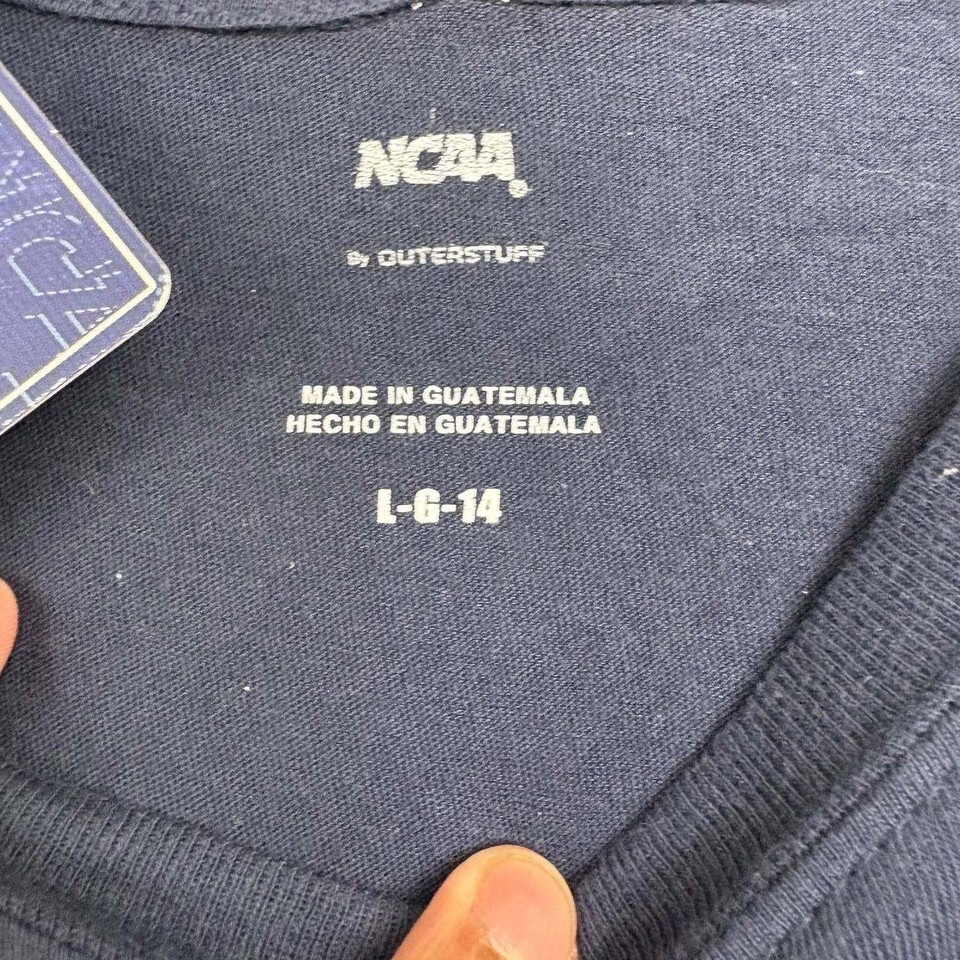 NCAA®
By OUTERSTUFF
MADE IN GUATEMALA
HECHO EN GUATEMALA
L-G-14